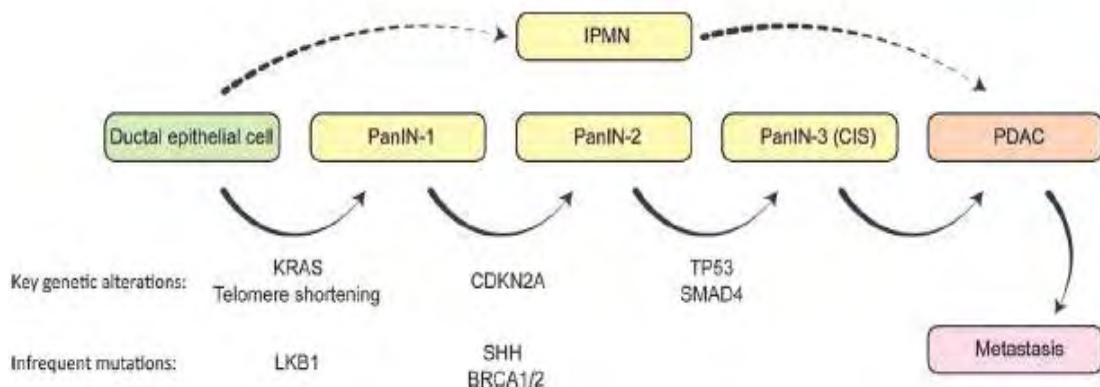 IPMN
Ductal epithelial cell
PanIN-1
PanIN-2
PanIN-3 (CIS)
PDAC
Key genetic alterations:
KRAS
Telomere shortening
CDKN2A
TP53
SMAD4
Infrequent mutations:
LKB1
SHH
BRCA1/2
Metastasis